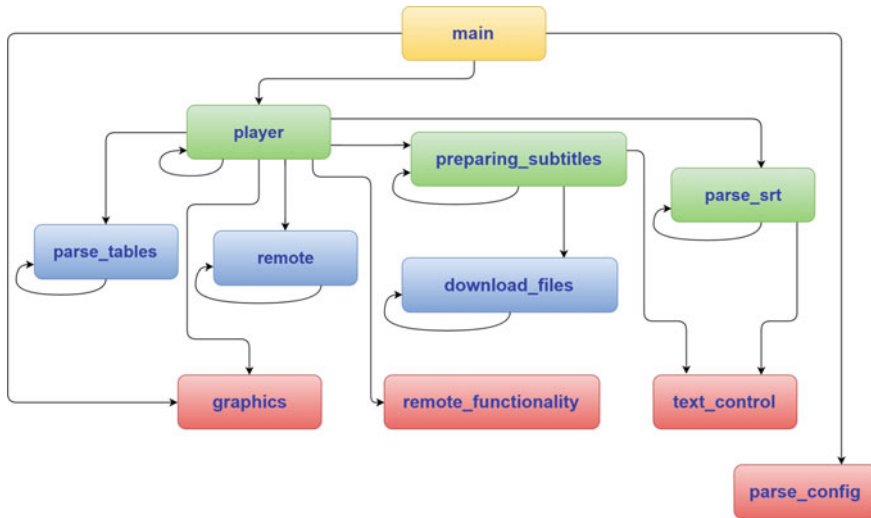 main
player
preparing_subtitles
parse_srt
parse_tables
remote
download_files
graphics
remote_functionality
text_control
parse_config